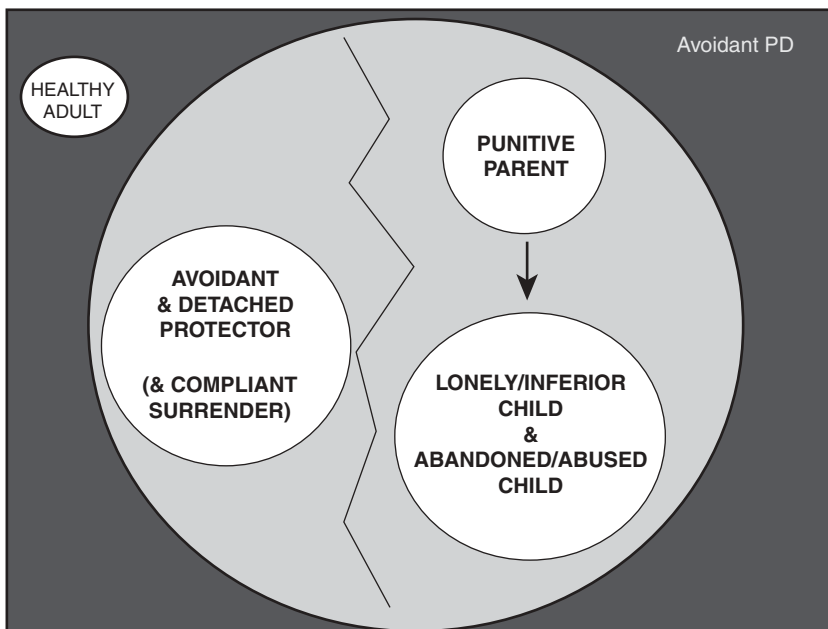 Avoidant PD
HEALTHY
ADULT
PUNITIVE
PARENT
AVOIDANT
& DETACHED
PROTECTOR
(& COMPLIANT
SURRENDER)
LONELY/INFERIOR
CHILD
&
ABANDONED/ABUSED
CHILD